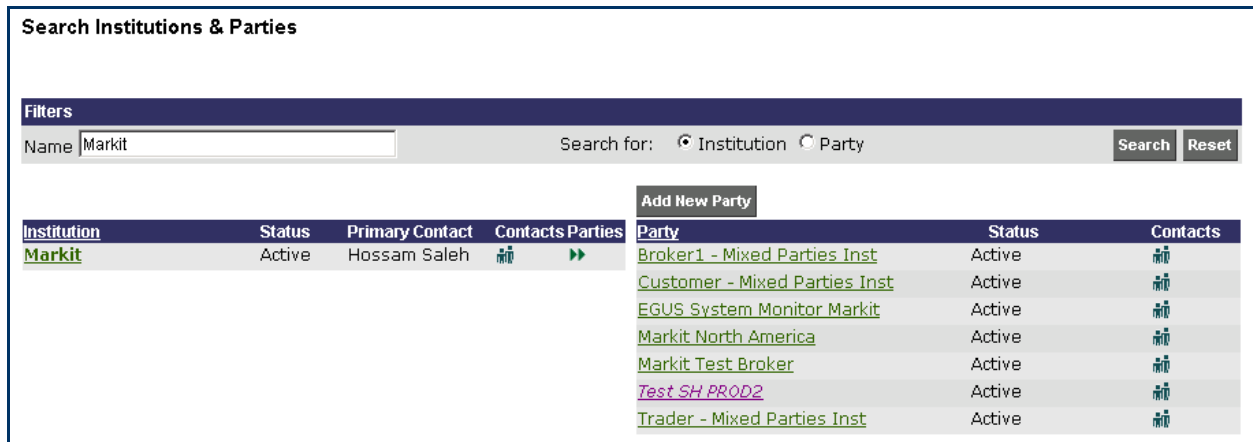 Search Institutions & Parties
Filters
Name Markit Search for: Institution Party Search Reset
Add New Party
Institution Status Primary Contact Contacts Parties Party Status Contacts
Markit Active Hossam Saleh Broker1 - Mixed Parties Inst Active
Customer - Mixed Parties Inst Active
EGUS System Monitor Markit Active
Markit North America Active
Markit Test Broker Active
Test SH PROD2 Active
Trader - Mixed Parties Inst Active